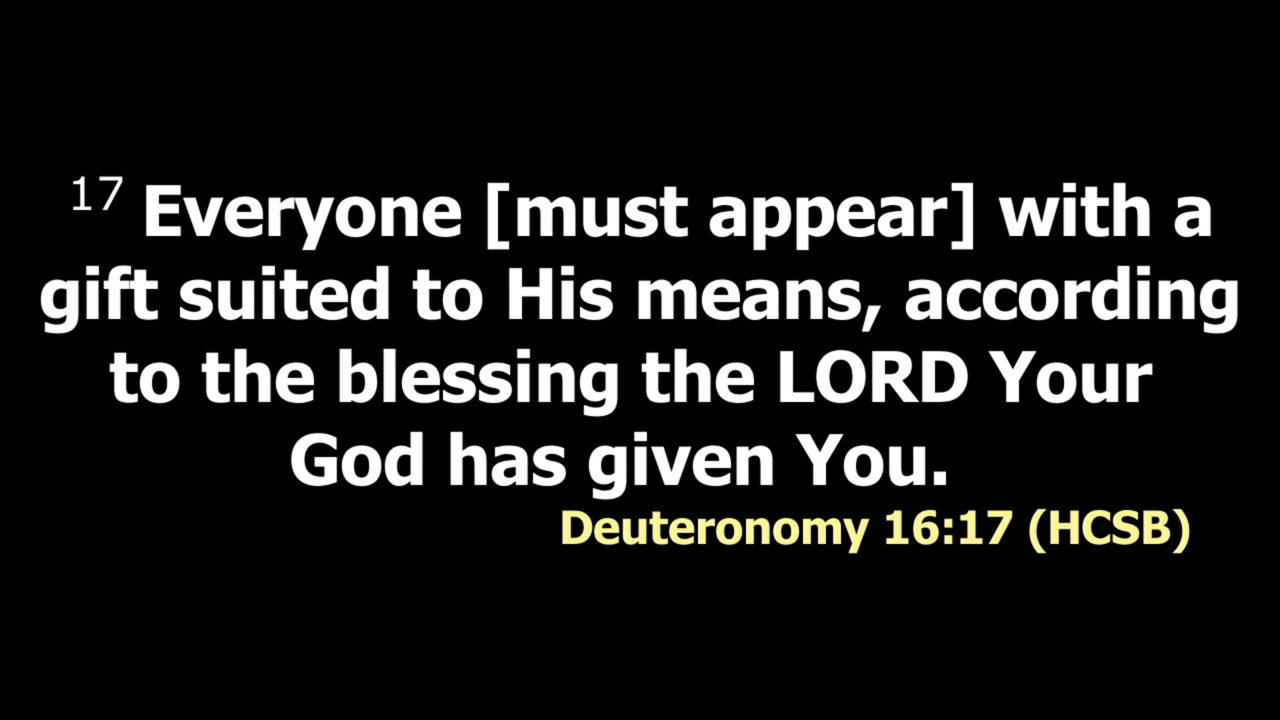 17 Everyone [must appear] with a
gift suited to His means, according
to the blessing the LORD Your
God has given You.
Deuteronomy 16:17 (HCSB)